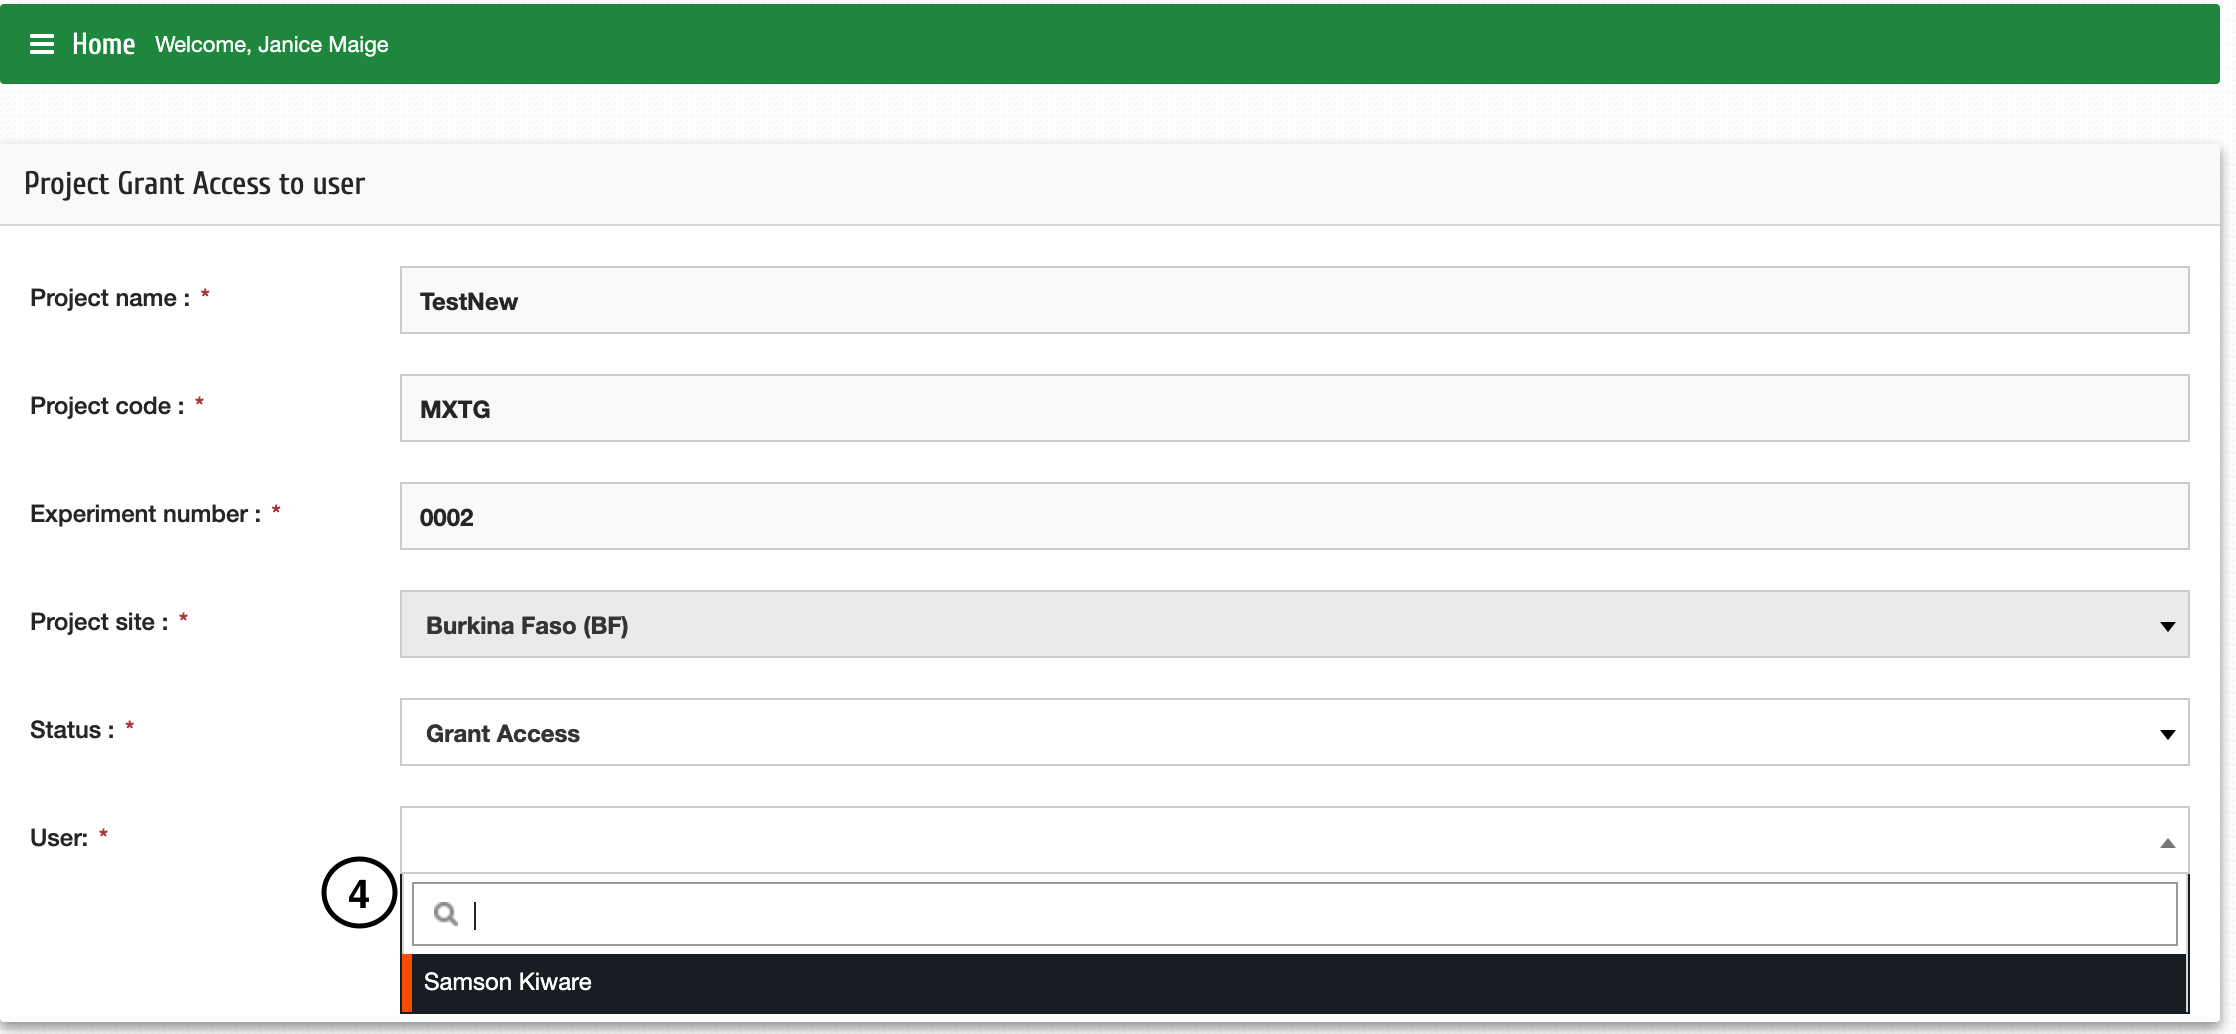 Home Welcome, Janice Maige
Project Grant Access to user
Project name : * TestNew
Project code : * MXTG
Experiment number : * 0002
Project site : * Burkina Faso (BF)
Status : * Grant Access
User: *
4
Samson Kiware